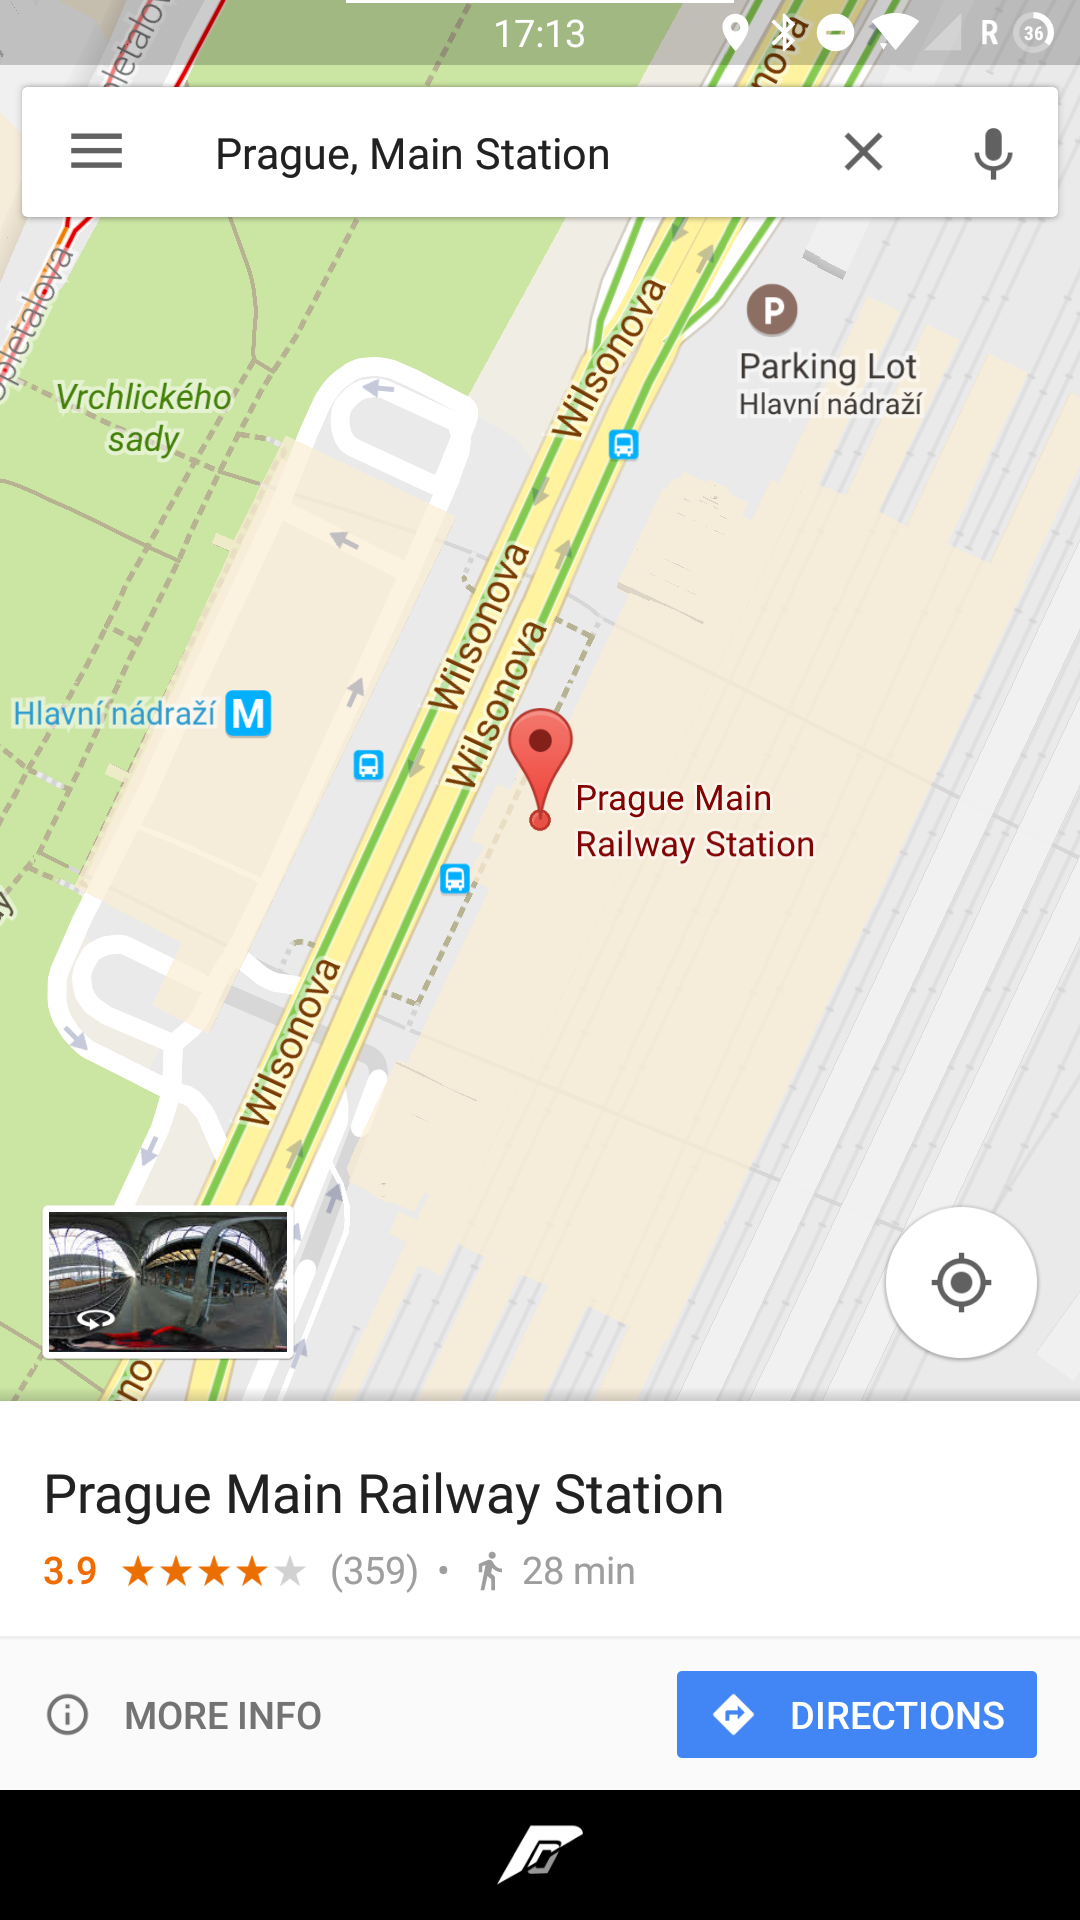 17:13
R
36
Prague, Main Station
Opletalova
P
Parking Lot
Hlavní nádraží
Wilsonova
Vrchlického
sady
Wilsonova
Wilsonova
Hlavní nádraží M
Prague Main
Railway Station
Wilsonova
Prague Main Railway Station
3.9 ★★★★★ (359) • 28 min
MORE INFO
DIRECTIONS